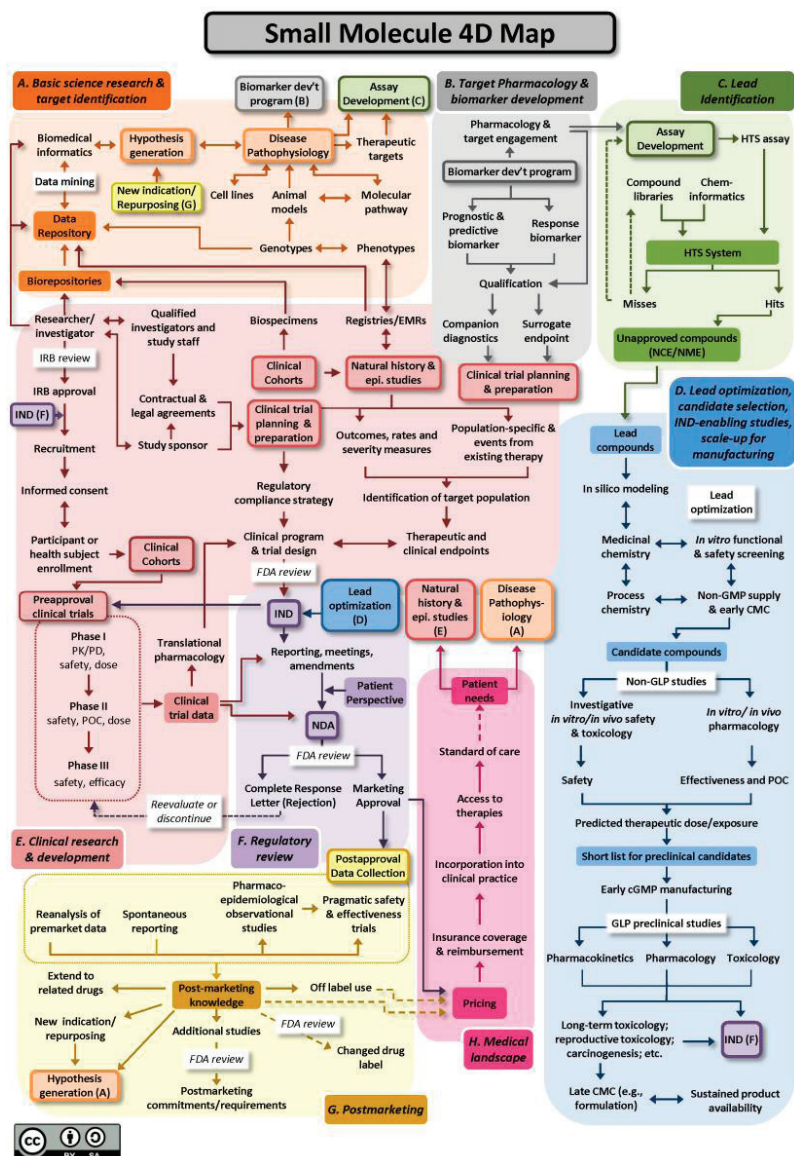 Small Molecule 4D Map
A. Basic science research &
target identification
Biomarker dev't
program (B)
Assay
Development (C)
Biomedical
informatics
Hypothesis
generation
Disease
Pathophysiology
Therapeutic
targets
Data mining
New indication/
Repurposing (G)
Cell lines
Animal
models
Molecular
pathway
Data
Repository
Genotypes
Phenotypes
Biorepositories
B. Target Pharmacology &
biomarker development
Pharmacology &
target engagement
Biomarker dev't program
Prognostic &
predictive
biomarker
Response
biomarker
Qualification
Companion
diagnostics
Surrogate
endpoint
Clinical trial planning
& preparation
C. Lead
Identification
Assay
Development
HTS assay
Compound
libraries
Chem-
informatics
HTS System
Misses
Hits
Unapproved compounds
(NCE/NME)
D. Lead optimization,
candidate selection,
IND-enabling studies,
scale-up for
manufacturing
Lead
compounds
In silico modeling
Lead
optimization
Medicinal
chemistry
In vitro functional
& safety screening
Process
chemistry
Non-GMP supply
& early CMC
Candidate compounds
Non-GLP studies
Investigative
in vitro/in vivo safety
& toxicology
In vitro/ in vivo
pharmacology
Safety
Effectiveness and POC
Predicted therapeutic dose/exposure
Short list for preclinical candidates
Early cGMP manufacturing
GLP preclinical studies
Pharmacokinetics
Pharmacology
Toxicology
Long-term toxicology;
reproductive toxicology;
carcinogenesis; etc.
IND (F)
Late CMC (e.g.,
formulation)
Sustained product
availability
Researcher/
investigator
Qualified
investigators and
study staff
Biospecimens
Registries/EMRs
IRB review
Clinical
Cohorts
Natural history &
epi. studies
IRB approval
Contractual &
legal agreements
Clinical trial
planning &
preparation
IND (F)
Recruitment
Study sponsor
Outcomes, rates and
severity measures
Population-specific &
events from
existing therapy
Informed consent
Regulatory
compliance strategy
Identification of target population
Participant or
health subject
enrollment
Clinical
Cohorts
Clinical program
& trial design
Therapeutic and
clinical endpoints
FDA review
Preapproval
clinical trials
Phase I
PK/PD,
safety, dose
Phase II
safety, POC, dose
Phase III
safety, efficacy
Translational
pharmacology
Clinical
trial data
Reevaluate or
discontinue
E. Clinical research
& development
IND
Lead
optimization
(D)
Reporting, meetings,
amendments
Patient
Perspective
NDA
FDA review
Complete Response
Letter (Rejection)
Marketing
Approval
F. Regulatory
review
Natural
history &
epi. studies
(E)
Disease
Pathophys-
iology (A)
Patient
needs
Standard of care
Access to
therapies
Incorporation into
clinical practice
Insurance coverage
& reimbursement
Pricing
H. Medical
landscape
Postapproval
Data Collection
Reanalysis of
premarket data
Spontaneous
reporting
Pharmaco-
epidemiological
observational
studies
Pragmatic safety
& effectiveness
trials
Extend to
related drugs
Post-marketing
knowledge
Off label use
New indication/
repurposing
Additional studies
FDA review
Changed drug
label
FDA review
Hypothesis
generation (A)
Postmarketing
commitments/requirements
G. Postmarketing
cc
BY SA